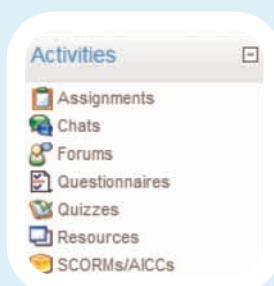 Activities
Assignments
Chats
Forums
Questionnaires
Quizzes
Resources
SCORMs/AICCs